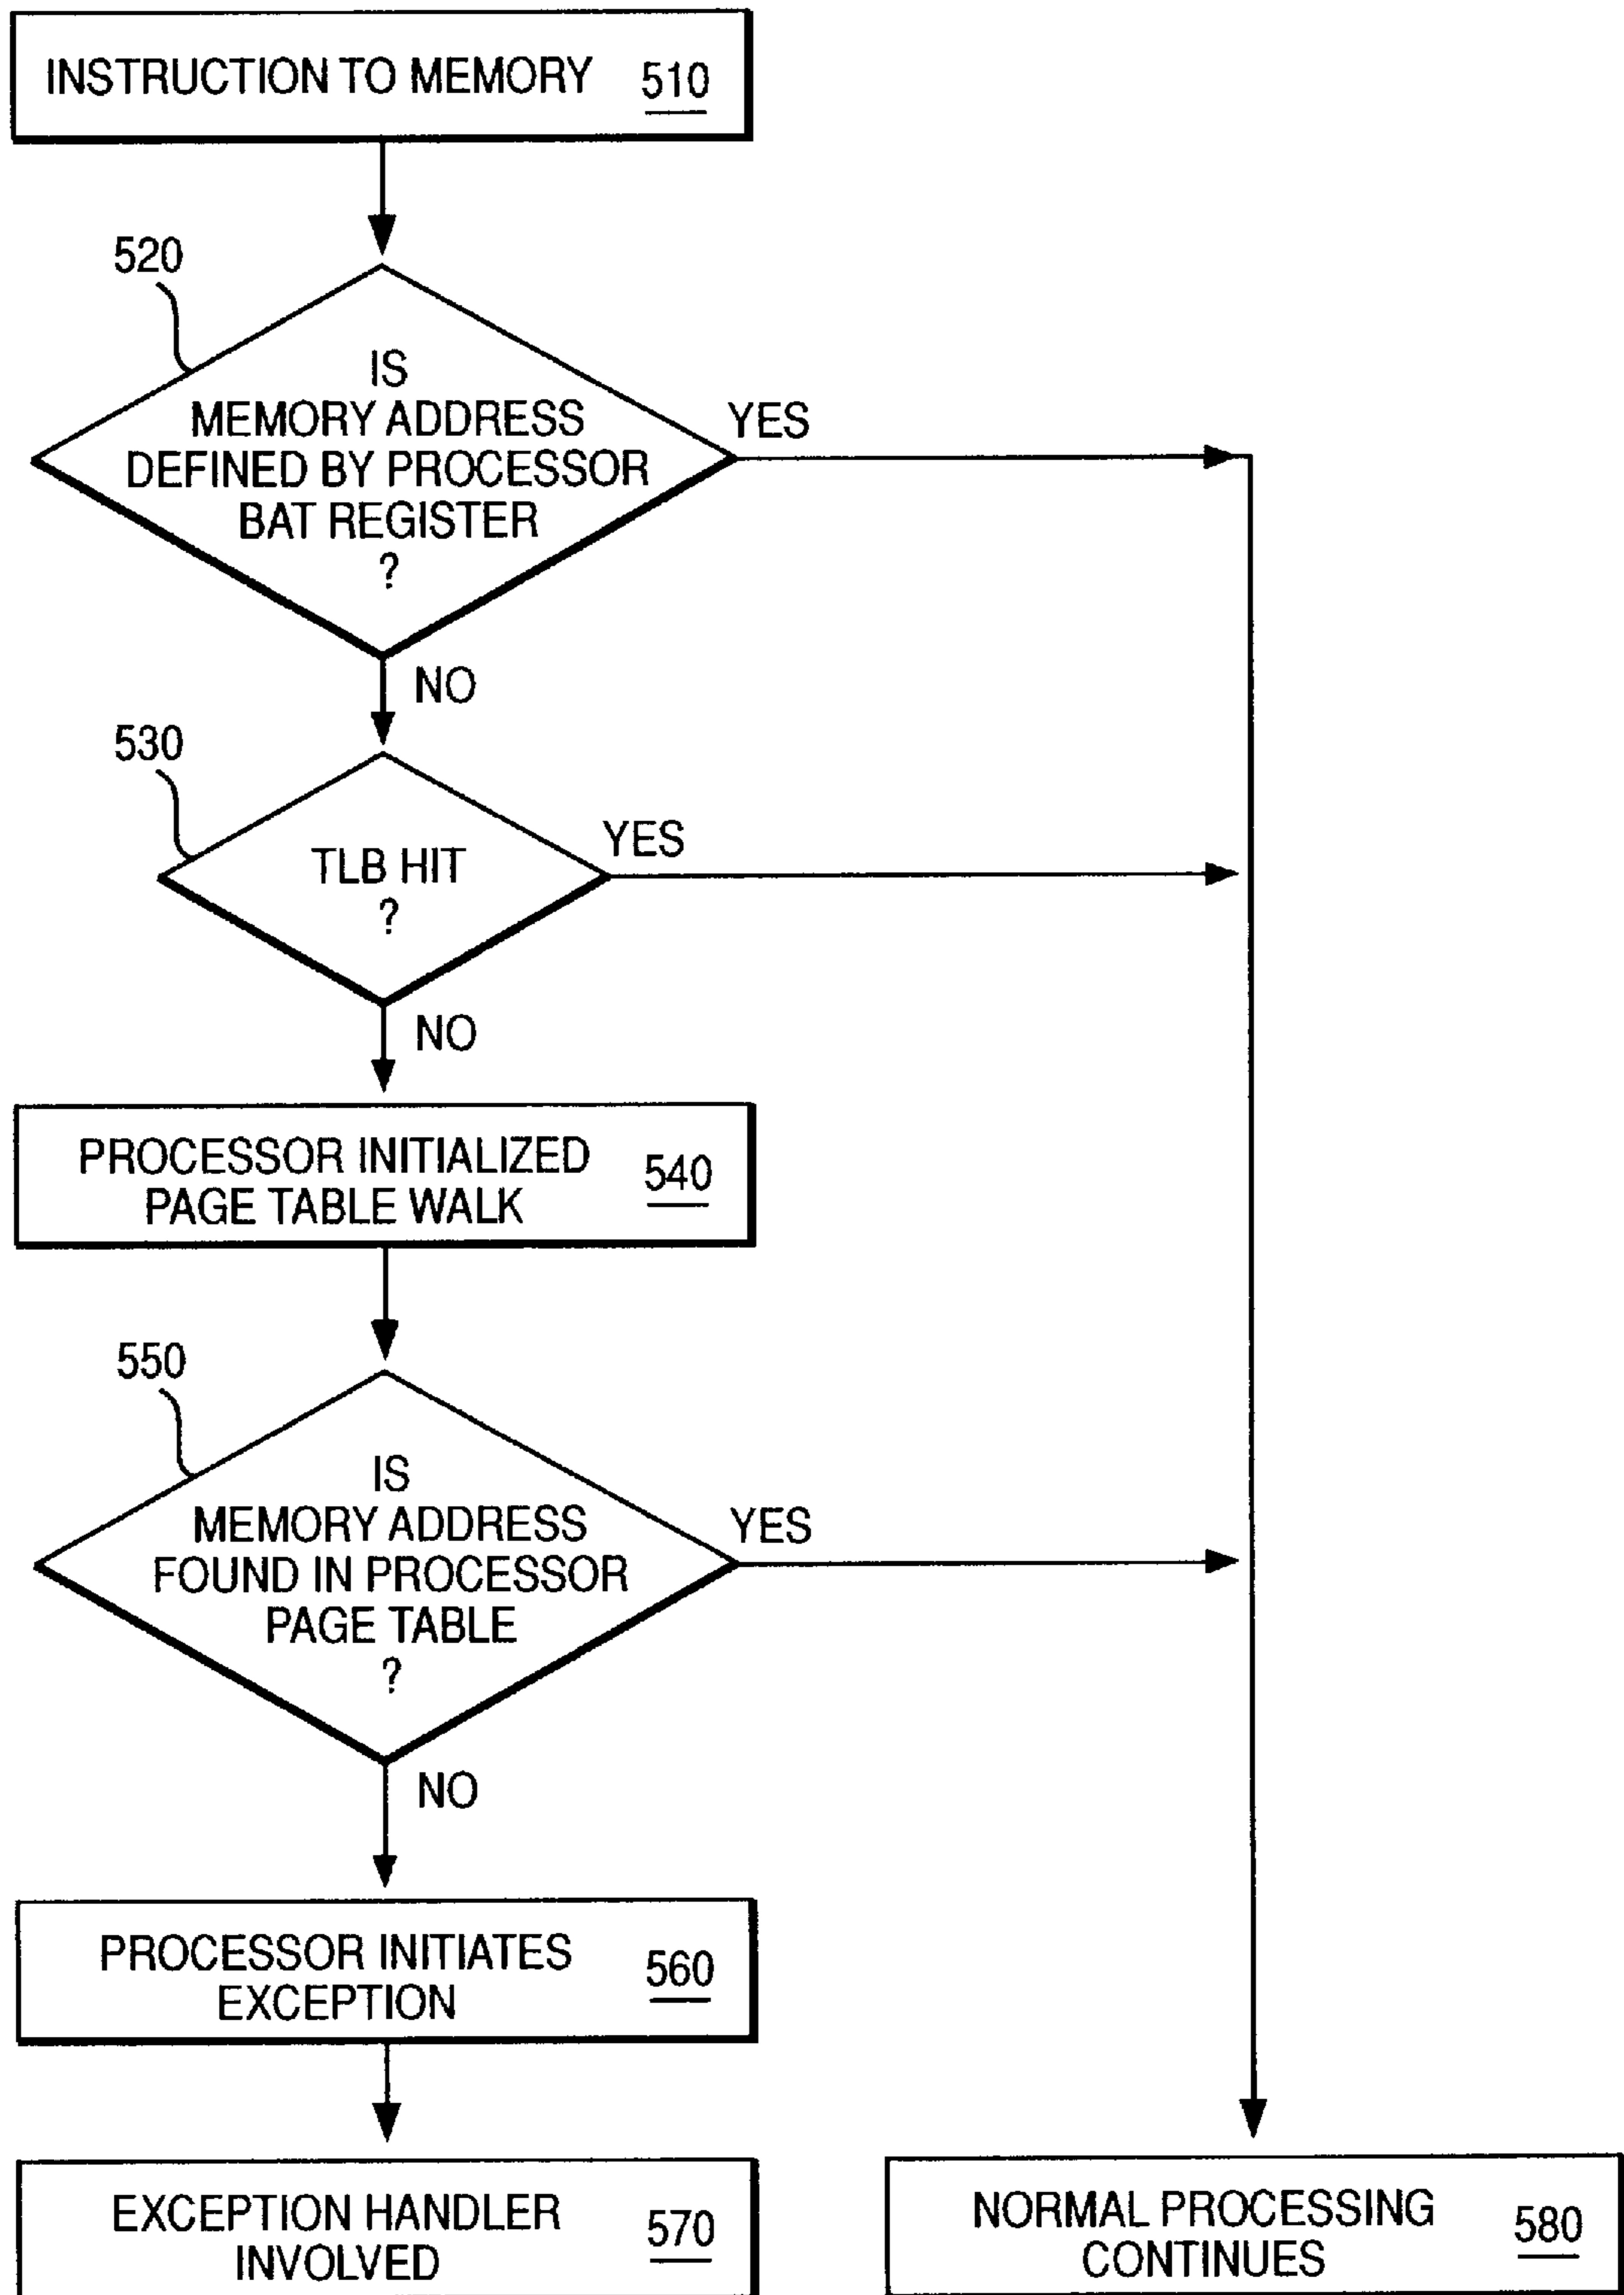 INSTRUCTION TO MEMORY 510
520
IS
MEMORY ADDRESS
DEFINED BY PROCESSOR
BAT REGISTER
?
YES
NO
530
TLB HIT
?
YES
NO
PROCESSOR INITIALIZED
PAGE TABLE WALK
540
550
IS
MEMORY ADDRESS
FOUND IN PROCESSOR
PAGE TABLE
?
YES
NO
PROCESSOR INITIATES
EXCEPTION
560
EXCEPTION HANDLER
INVOLVED
570
NORMAL PROCESSING
CONTINUES
580